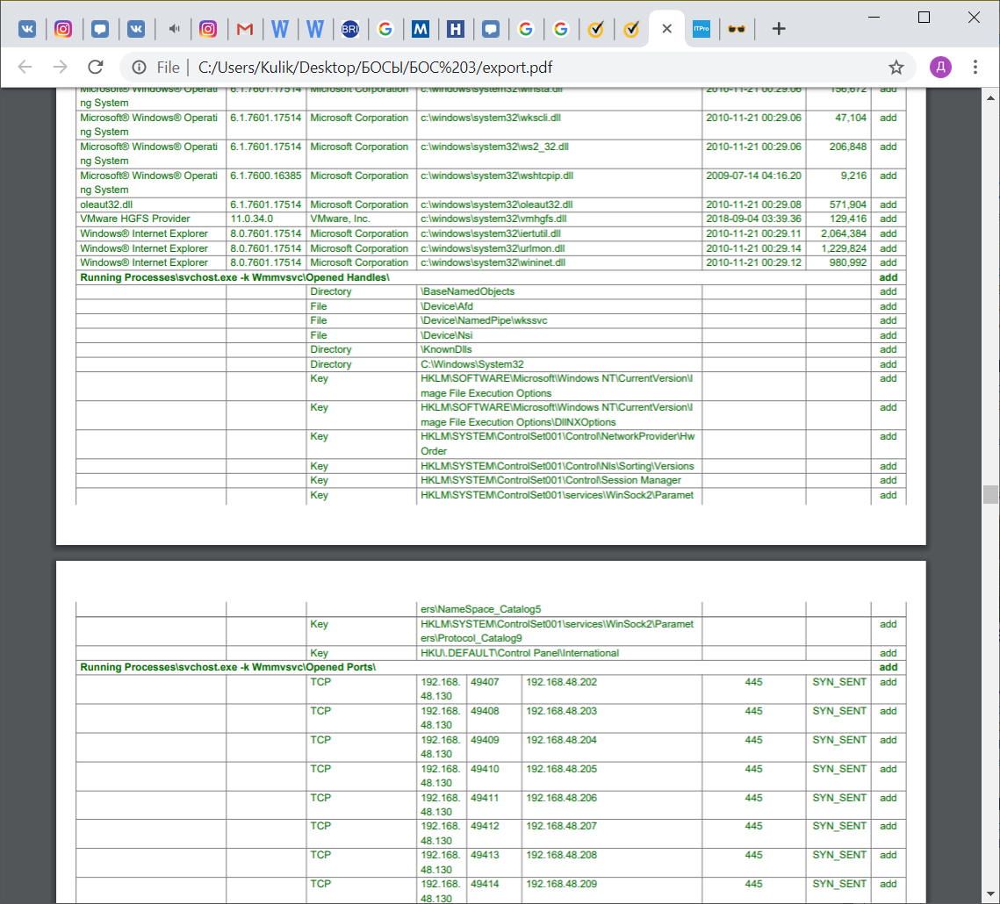 BRI
M
H
ITPro
File | C:/Users/Kulik/Desktop/БОСЫ/БОС%203/export.pdf
Д
Microsoft® Windows® Operati 6.1.7601.17514 Microsoft Corporation c:\windows\system32\winsta.dll 2010-11-21 00:29.06 156,672 add
ng System
Microsoft® Windows® Operati 6.1.7601.17514 Microsoft Corporation c:\windows\system32\wkscli.dll 2010-11-21 00:29.06 47,104 add
ng System
Microsoft® Windows® Operati 6.1.7601.17514 Microsoft Corporation c:\windows\system32\ws2_32.dll 2010-11-21 00:29.06 206,848 add
ng System
Microsoft® Windows® Operati 6.1.7600.16385 Microsoft Corporation c:\windows\system32\wshtcpip.dll 2009-07-14 04:16.20 9,216 add
ng System
oleaut32.dll 6.1.7601.17514 Microsoft Corporation c:\windows\system32\oleaut32.dll 2010-11-21 00:29.08 571,904 add
VMware HGFS Provider 11.0.34.0 VMware, Inc. c:\windows\system32\vmhgfs.dll 2018-09-04 03:39.36 129,416 add
Windows® Internet Explorer 8.0.7601.17514 Microsoft Corporation c:\windows\system32\iertutil.dll 2010-11-21 00:29.11 2,064,384 add
Windows® Internet Explorer 8.0.7601.17514 Microsoft Corporation c:\windows\system32\urlmon.dll 2010-11-21 00:29.14 1,229,824 add
Windows® Internet Explorer 8.0.7601.17514 Microsoft Corporation c:\windows\system32\wininet.dll 2010-11-21 00:29.12 980,992 add
Running Processes\svchost.exe -k Wmmvsvc\Opened Handles\ add
Directory \BaseNamedObjects add
File \Device\Afd add
File \Device\NamedPipe\wkssvc add
File \Device\Nsi add
Directory \KnownDlls add
Directory C:\Windows\System32 add
Key HKLM\SOFTWARE\Microsoft\Windows NT\CurrentVersion\I add
mage File Execution Options
Key HKLM\SOFTWARE\Microsoft\Windows NT\CurrentVersion\I add
mage File Execution Options\DllNXOptions
Key HKLM\SYSTEM\ControlSet001\Control\NetworkProvider\Hw add
Order
Key HKLM\SYSTEM\ControlSet001\Control\Nls\Sorting\Versions add
Key HKLM\SYSTEM\ControlSet001\Control\Session Manager add
Key HKLM\SYSTEM\ControlSet001\services\WinSock2\Paramet add
ers\NameSpace_Catalog5
Key HKLM\SYSTEM\ControlSet001\services\WinSock2\Paramet add
ers\Protocol_Catalog9
Key HKU\.DEFAULT\Control Panel\International add
Running Processes\svchost.exe -k Wmmvsvc\Opened Ports\ add
TCP 192.168. 49407 192.168.48.202 445 SYN_SENT add
48.130
TCP 192.168. 49408 192.168.48.203 445 SYN_SENT add
48.130
TCP 192.168. 49409 192.168.48.204 445 SYN_SENT add
48.130
TCP 192.168. 49410 192.168.48.205 445 SYN_SENT add
48.130
TCP 192.168. 49411 192.168.48.206 445 SYN_SENT add
48.130
TCP 192.168. 49412 192.168.48.207 445 SYN_SENT add
48.130
TCP 192.168. 49413 192.168.48.208 445 SYN_SENT add
48.130
TCP 192.168. 49414 192.168.48.209 445 SYN_SENT add
48.130